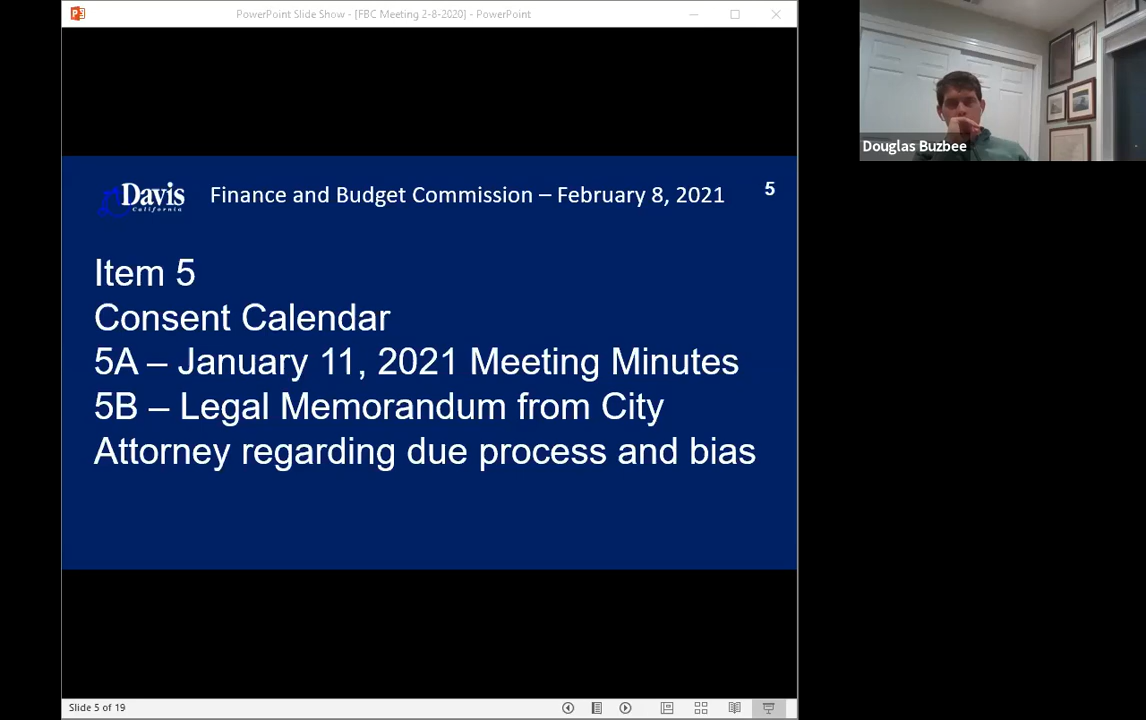 PowerPoint Slide Show - [FBC Meeting 2-8-2020] - PowerPoint
Douglas Buzbee
Davis
California
Finance and Budget Commission – February 8, 2021
5
Item 5
Consent Calendar
5A – January 11, 2021 Meeting Minutes
5B – Legal Memorandum from City
Attorney regarding due process and bias
Slide 5 of 19